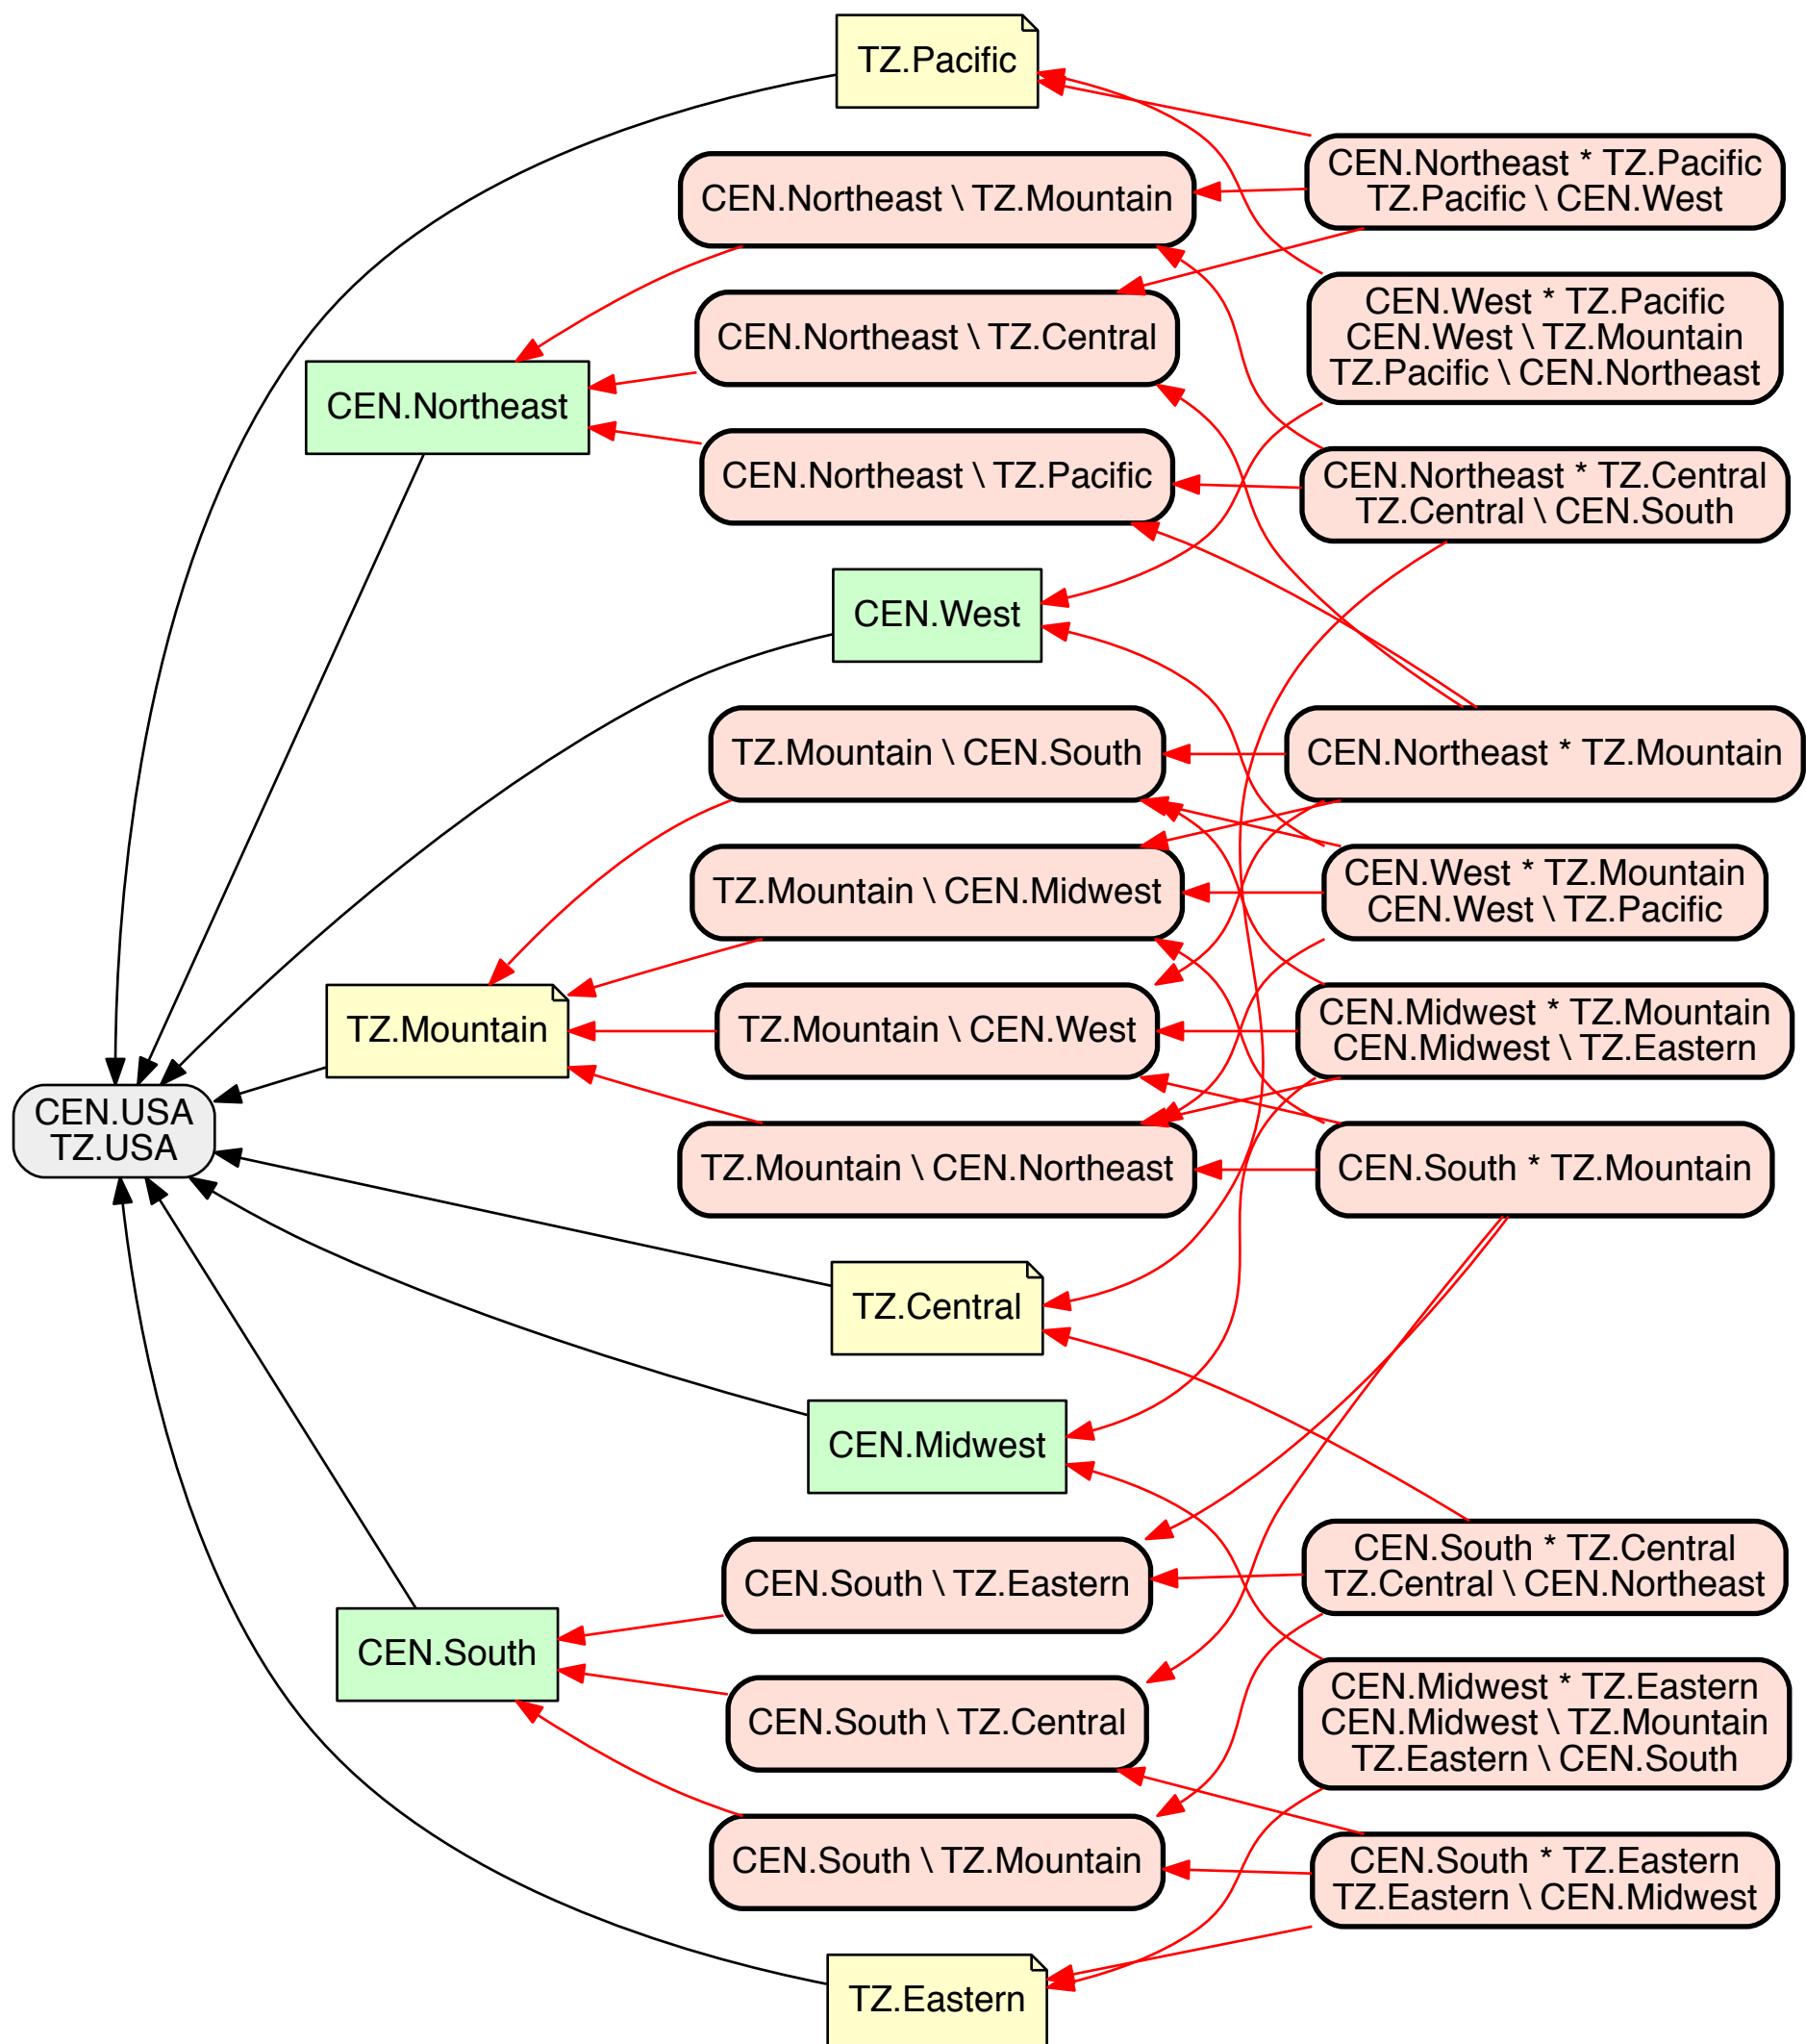 TZ.Pacific
CEN.Northeast * TZ.Pacific
TZ.Pacific \ CEN.West
CEN.Northeast \ TZ.Mountain
CEN.West * TZ.Pacific
CEN.West \ TZ.Mountain
TZ.Pacific \ CEN.Northeast
CEN.Northeast \ TZ.Central
CEN.Northeast
CEN.Northeast \ TZ.Pacific
CEN.Northeast * TZ.Central
TZ.Central \ CEN.South
CEN.West
TZ.Mountain \ CEN.South
CEN.Northeast * TZ.Mountain
TZ.Mountain \ CEN.Midwest
CEN.West * TZ.Mountain
CEN.West \ TZ.Pacific
TZ.Mountain
TZ.Mountain \ CEN.West
CEN.Midwest * TZ.Mountain
CEN.Midwest \ TZ.Eastern
CEN.USA
TZ.USA
TZ.Mountain \ CEN.Northeast
CEN.South * TZ.Mountain
TZ.Central
CEN.Midwest
CEN.South \ TZ.Eastern
CEN.South * TZ.Central
TZ.Central \ CEN.Northeast
CEN.South
CEN.South \ TZ.Central
CEN.Midwest * TZ.Eastern
CEN.Midwest \ TZ.Mountain
TZ.Eastern \ CEN.South
CEN.South \ TZ.Mountain
CEN.South * TZ.Eastern
TZ.Eastern \ CEN.Midwest
TZ.Eastern